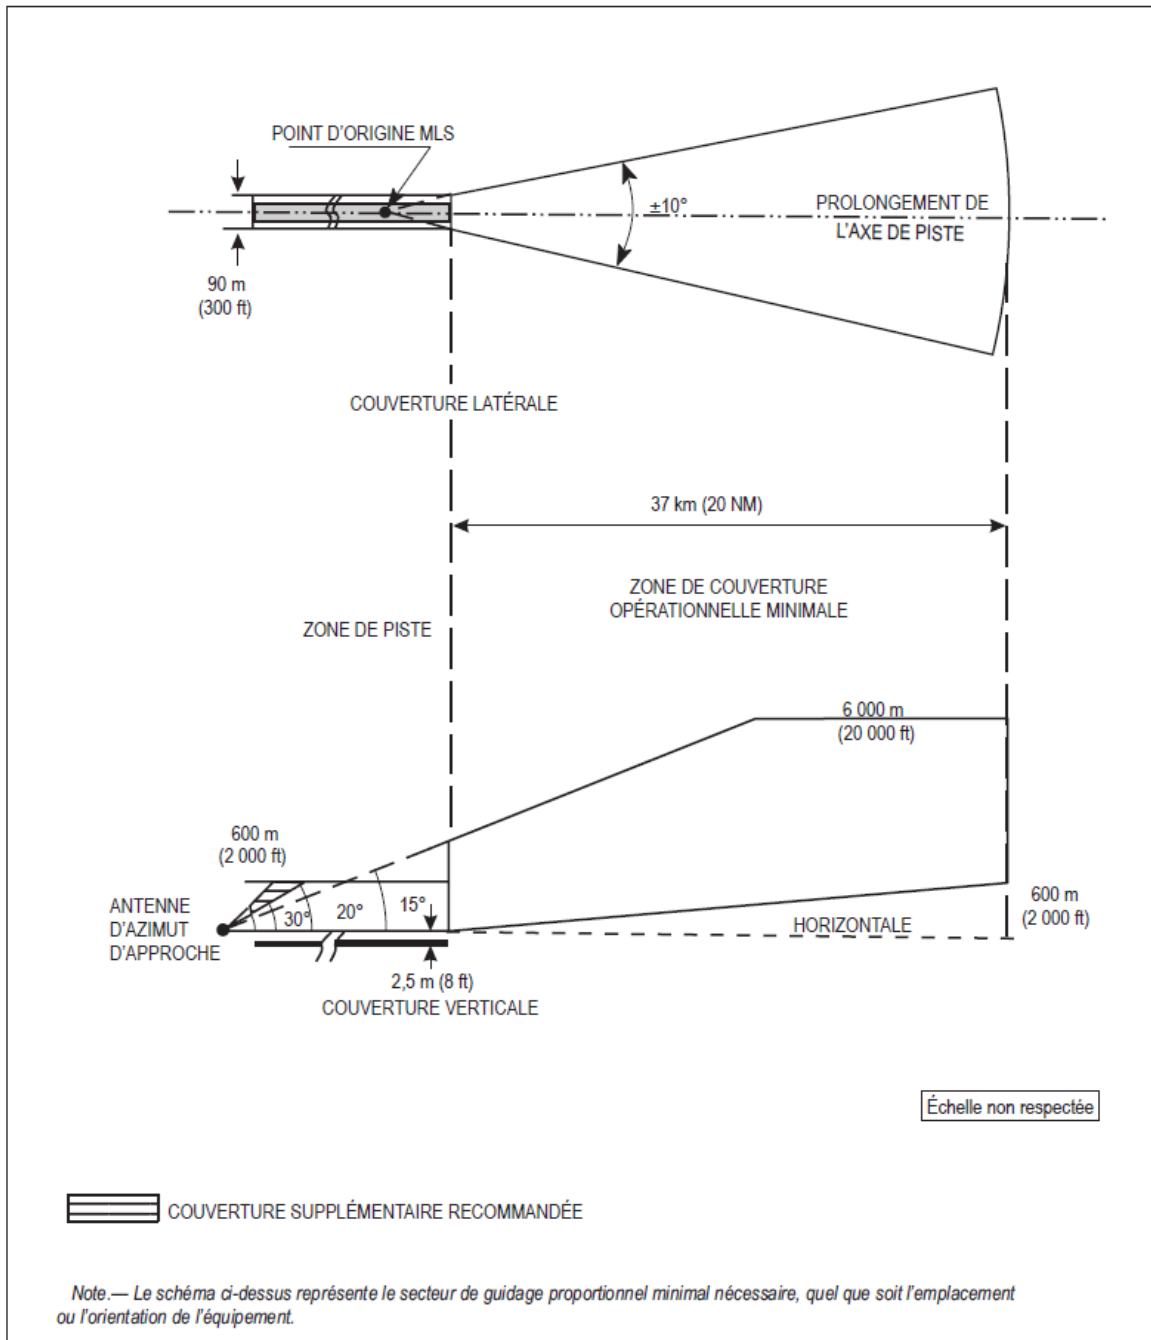 POINT D'ORIGINE MLS
±10°
PROLONGEMENT DE
L'AXE DE PISTE
90 m
(300 ft)
COUVERTURE LATÉRALE
37 km (20 NM)
ZONE DE COUVERTURE
OPÉRATIONNELLE MINIMALE
ZONE DE PISTE
6 000 m
(20 000 ft)
600 m
(2 000 ft)
ANTENNE
D'AZIMUT
D'APPROCHE
30°
20°
15°
600 m
(2 000 ft)
HORIZONTALE
2,5 m (8 ft)
COUVERTURE VERTICALE
Échelle non respectée
COUVERTURE SUPPLÉMENTAIRE RECOMMANDÉE
Note.— Le schéma ci-dessus représente le secteur de guidage proportionnel minimal nécessaire, quel que soit l'emplacement
ou l'orientation de l'équipement.